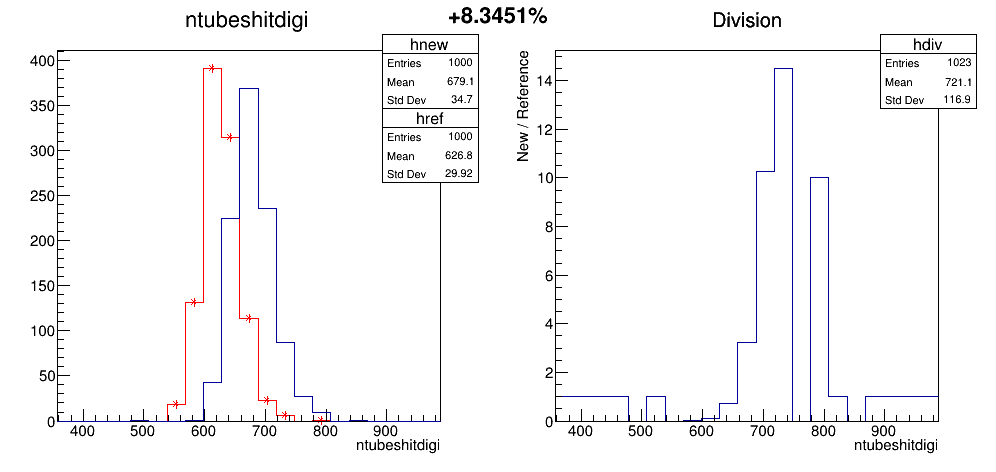 +8.3451%
ntubeshitdigi
hnew
Entries 1000
Mean 679.1
Std Dev 34.7
href
Entries 1000
Mean 626.8
Std Dev 29.92
400
350
300
250
200
150
100
50
0
400 500 600 700 800 900
ntubeshitdigi
Division
hdiv
Entries 1023
Mean 721.1
Std Dev 116.9
New / Reference
14
12
10
8
6
4
2
0
400 500 600 700 800 900
ntubeshitdigi